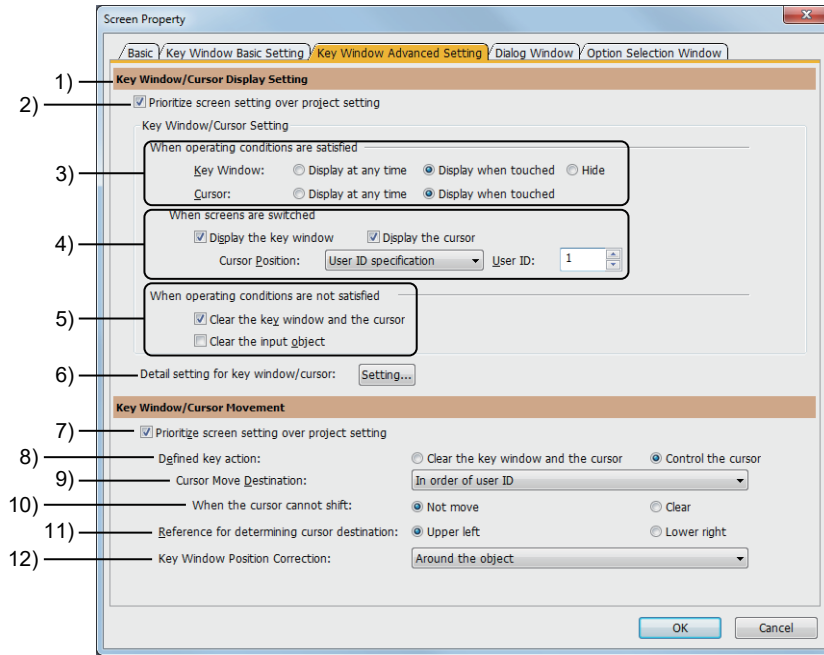 Screen Property
Basic Key Window Basic Setting Key Window Advanced Setting Dialog Window Option Selection Window
1) Key Window/Cursor Display Setting
2) Prioritize screen setting over project setting
Key Window/Cursor Setting
When operating conditions are satisfied
3) Key Window: Display at any time Display when touched Hide
Cursor: Display at any time Display when touched
When screens are switched
4) Display the key window Display the cursor
Cursor Position: User ID specification User ID: 1
When operating conditions are not satisfied
5) Clear the key window and the cursor
Clear the input object
6) Detail setting for key window/cursor: Setting...
Key Window/Cursor Movement
7) Prioritize screen setting over project setting
8) Defined key action: Clear the key window and the cursor Control the cursor
9) Cursor Move Destination: In order of user ID
10) When the cursor cannot shift: Not move Clear
11) Reference for determining cursor destination: Upper left Lower right
12) Key Window Position Correction: Around the object
OK Cancel